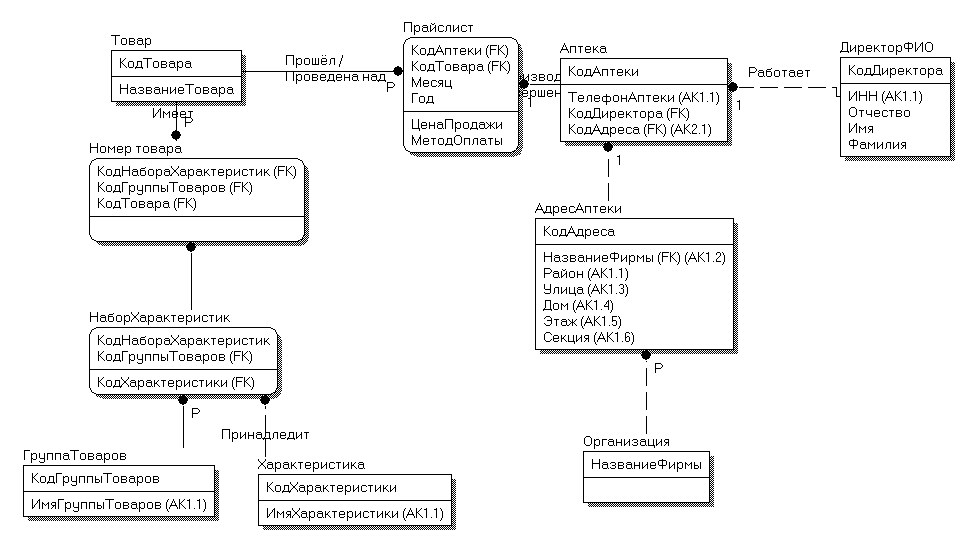 Товар
КодТовара
НазваниеТовара
Прошёл /
Проведена над
P
Прайслист
КодАптеки (FK)
КодТовара (FK)
Месяц
Год
ЦенаПродажи
МетодОплаты
1
Аптека
КодАптеки
ТелефонАптеки (AK1.1)
КодДиректора (FK)
КодАдреса (FK) (AK2.1)
Работает
1
ДиректорФИО
КодДиректора
ИНН (AK1.1)
Отчество
Имя
Фамилия
Имеет
P
Номер товара
КодНабораХарактеристик (FK)
КодГруппыТоваров (FK)
КодТовара (FK)
1
АдресАптеки
КодАдреса
НазваниеФирмы (FK) (AK1.2)
Район (AK1.1)
Улица (AK1.3)
Дом (AK1.4)
Этаж (AK1.5)
Секция (AK1.6)
НаборХарактеристик
КодНабораХарактеристик
КодГруппыТоваров (FK)
КодХарактеристики (FK)
P
P
Принадледит
ГруппаТоваров
КодГруппыТоваров
ИмяГруппыТоваров (AK1.1)
Характеристика
КодХарактеристики
ИмяХарактеристики (AK1.1)
Организация
НазваниеФирмы